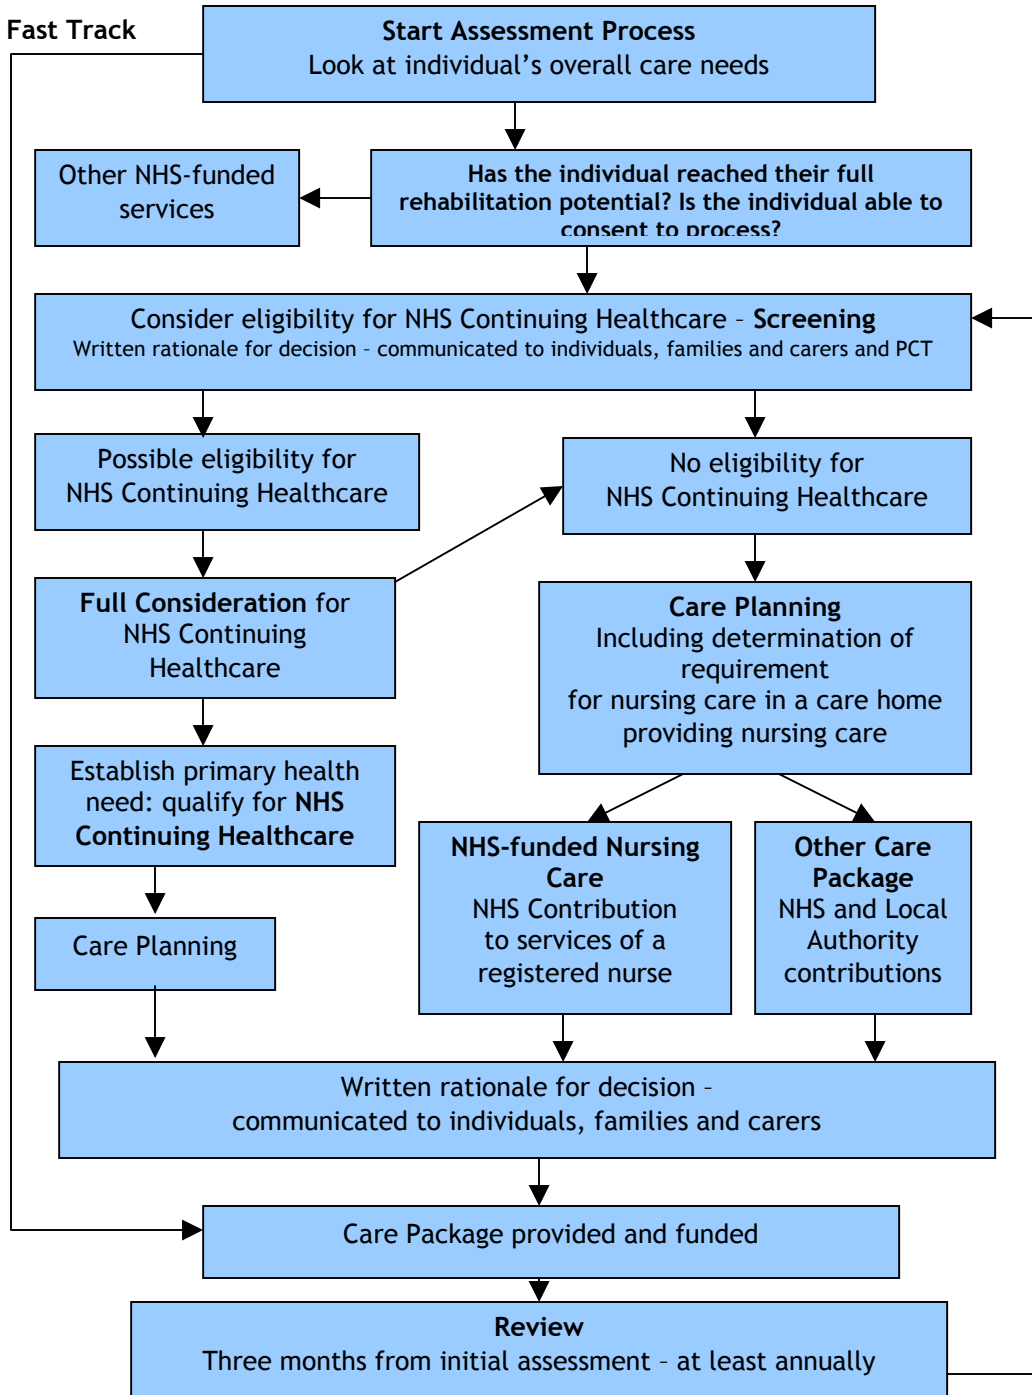 Fast Track
Start Assessment Process
Look at individual’s overall care needs
Other NHS-funded
services
Has the individual reached their full
rehabilitation potential? Is the individual able to
consent to process?
Consider eligibility for NHS Continuing Healthcare – Screening
Written rationale for decision – communicated to individuals, families and carers and PCT
Possible eligibility for
NHS Continuing Healthcare
No eligibility for
NHS Continuing Healthcare
Full Consideration for
NHS Continuing
Healthcare
Care Planning
Including determination of
requirement
for nursing care in a care home
providing nursing care
Establish primary health
need: qualify for NHS
Continuing Healthcare
NHS-funded Nursing
Care
NHS Contribution
to services of a
registered nurse
Other Care
Package
NHS and Local
Authority
contributions
Care Planning
Written rationale for decision –
communicated to individuals, families and carers
Care Package provided and funded
Review
Three months from initial assessment – at least annually